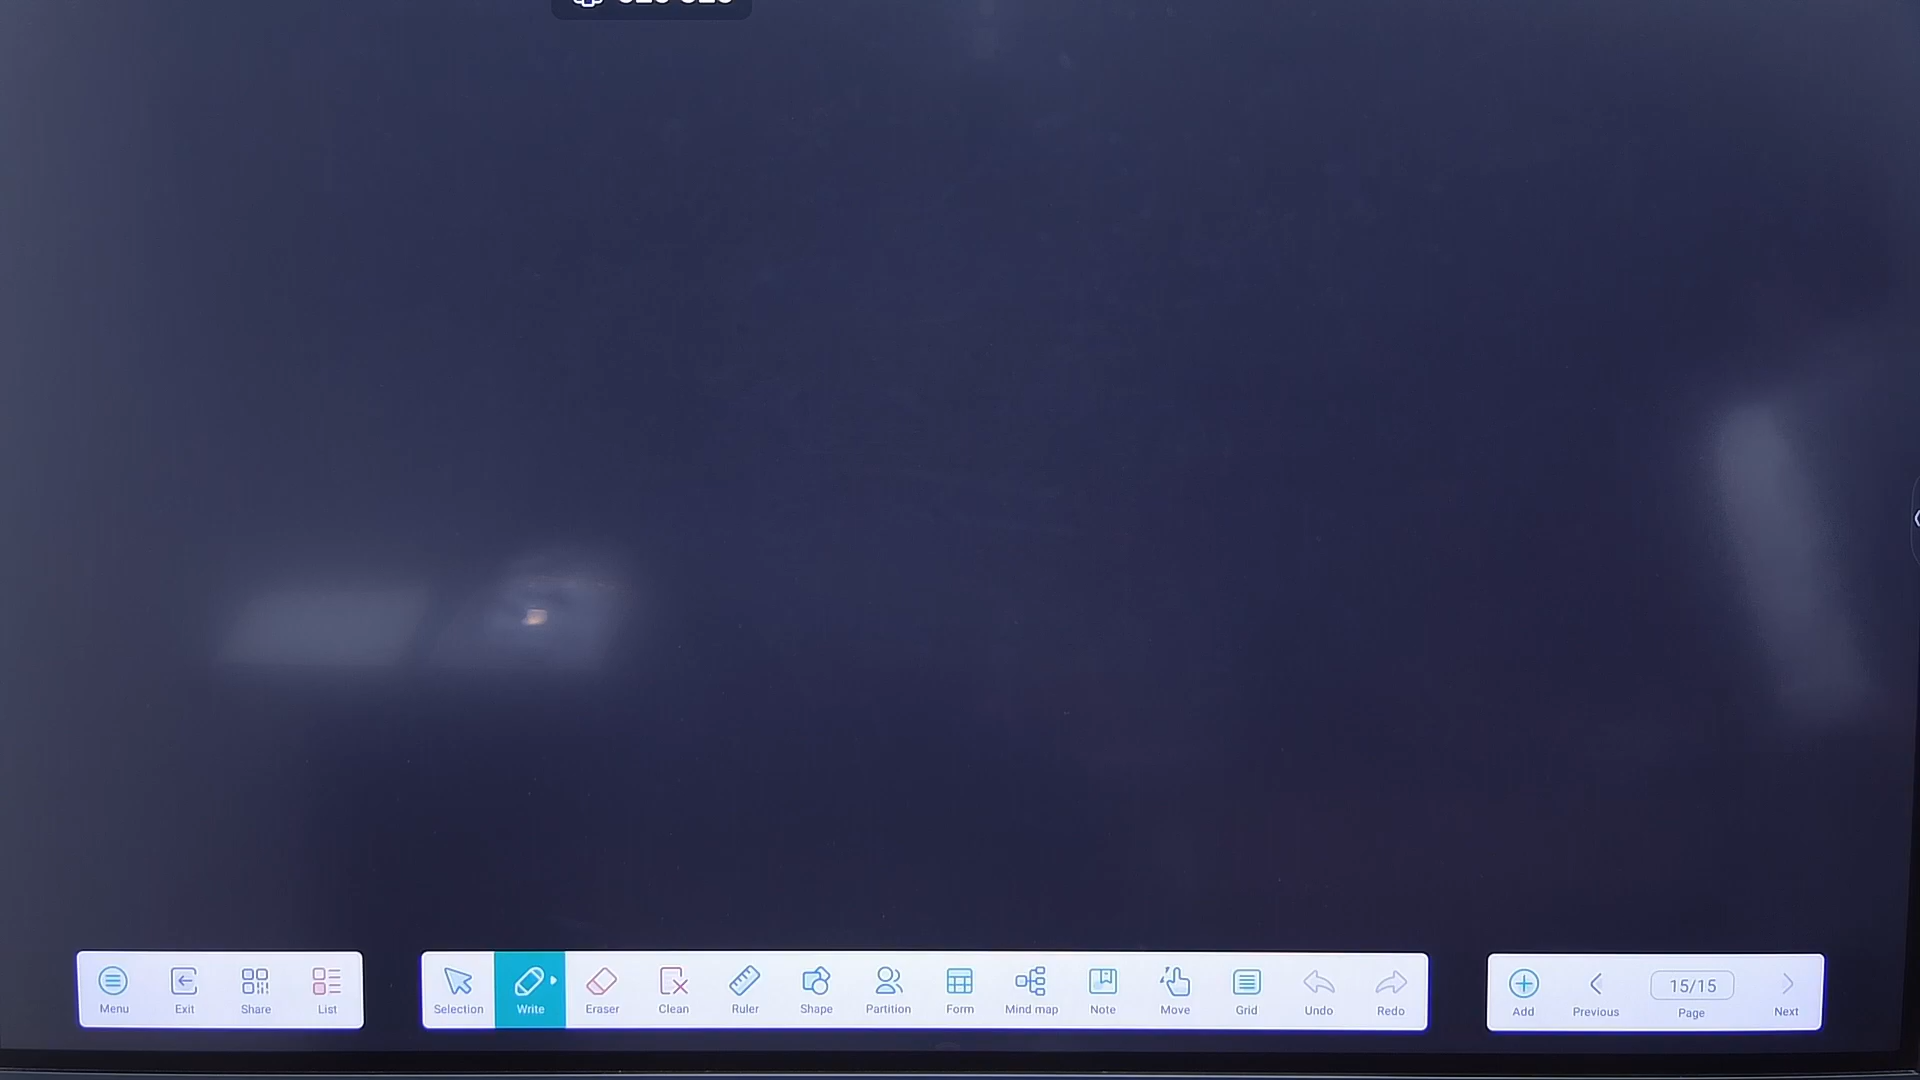 Menu
Exit
Share
List
Selection
Write
Eraser
Clean
Ruler
Shape
Partition
Form
Mind map
Note
Move
Grid
Undo
Redo
Add
Previous
15/15
Page
Next